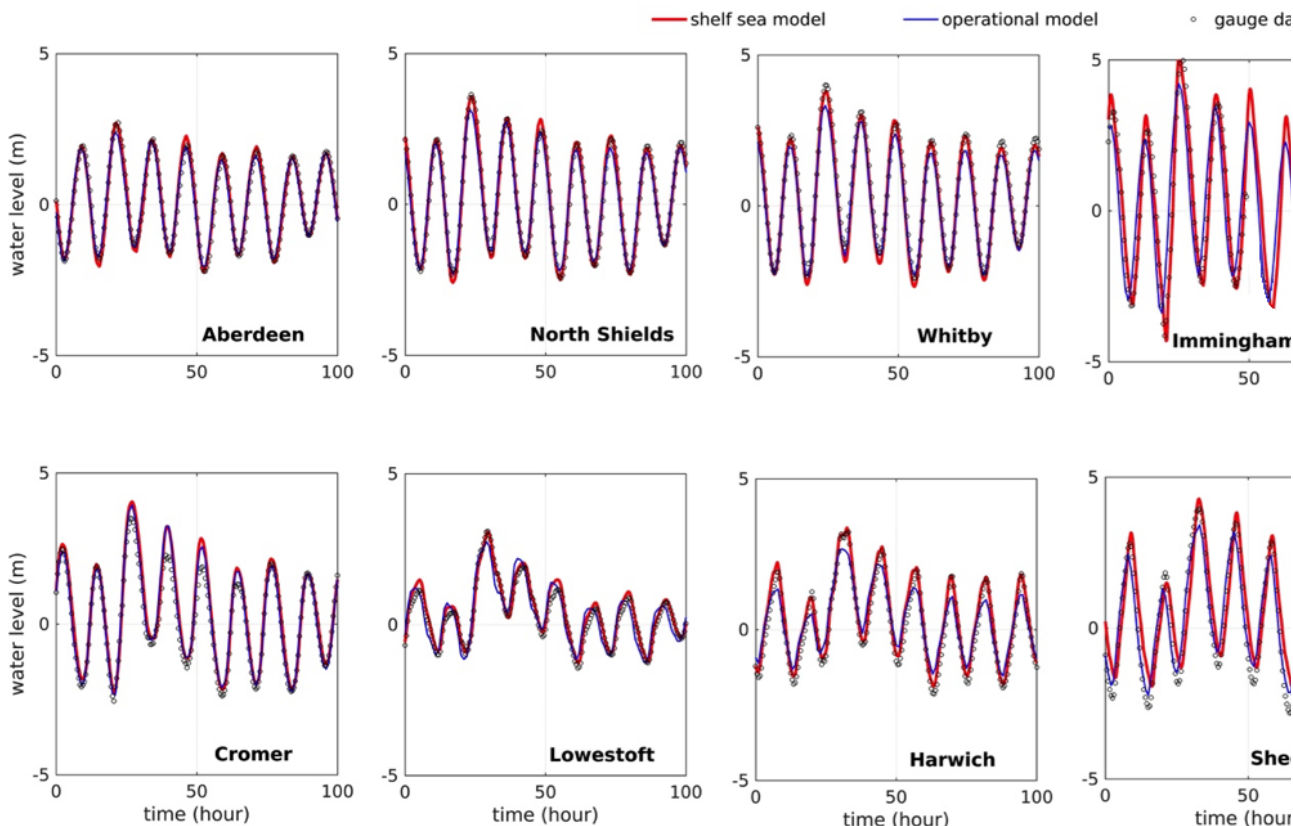 shelf sea model operational model gauge da
5 5 5 5
water level (m) 0 0 0 0
Aberdeen North Shields Whitby Immingham
-5 -5 -5 -5
0 50 100 0 50 100 0 50 100 0 50
5 5 5 5
water level (m) 0 0 0 0
Cromer Lowestoft Harwich Shee
-5 -5 -5 -5
0 50 100 0 50 100 0 50 100 0 50
time (hour) time (hour) time (hour) time (hour)